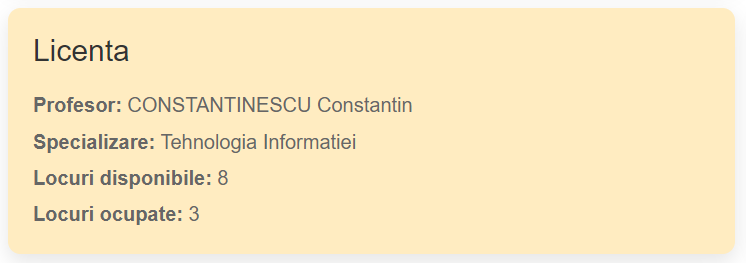 Licenta
Profesor: CONSTANTINESCU Constantin
Specializare: Tehnologia Informatiei
Locuri disponibile: 8
Locuri ocupate: 3